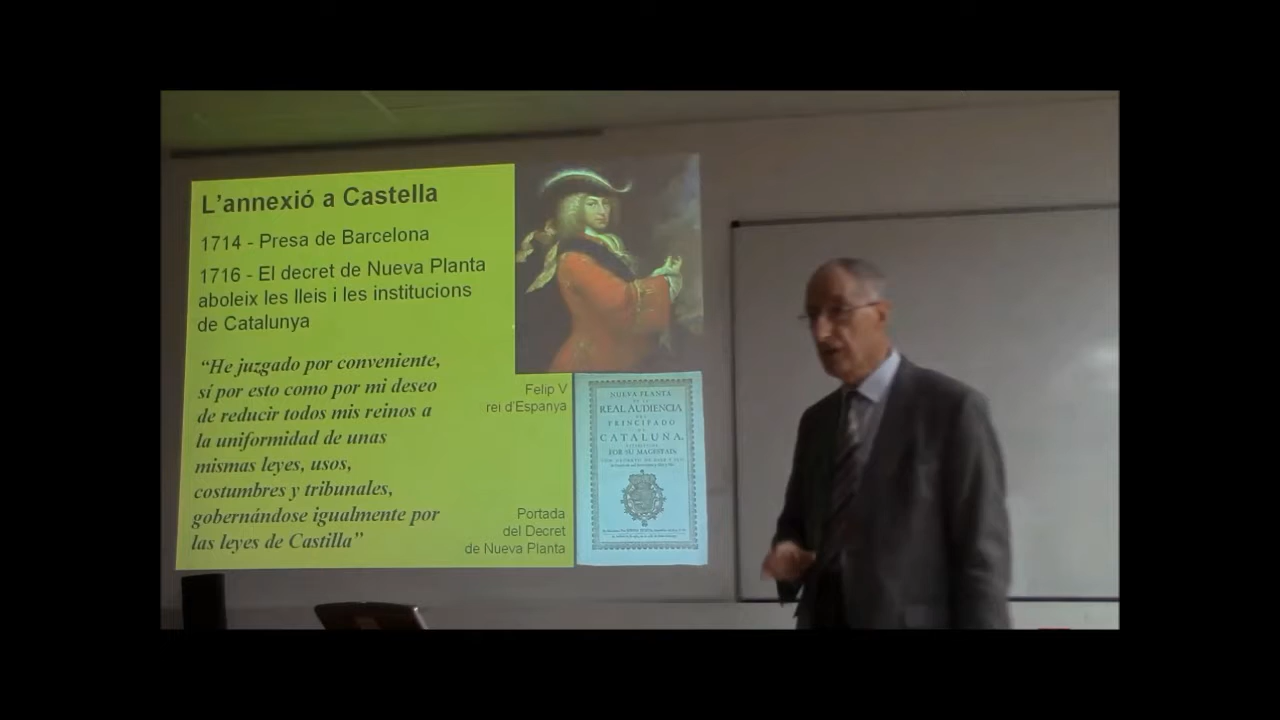 L'annexió a Castella
1714 - Presa de Barcelona
1716 - El decret de Nueva Planta
aboleix les lleis i les institucions
de Catalunya
“He juzgado por conveniente,
sí por esto como por mi deseo
de reducir todos mis reinos a
la uniformidad de unas
mismas leyes, usos,
costumbres y tribunales,
gobernándose igualmente por
las leyes de Castilla”
Felip V
rei d'Espanya
Portada
del Decret
de Nueva Planta
NUEVA PLANTA
DE LA
REAL AUDIENCIA
DEL
PRINCIPADO
DE
CATALUÑA,
POR SU MAGESTAD,